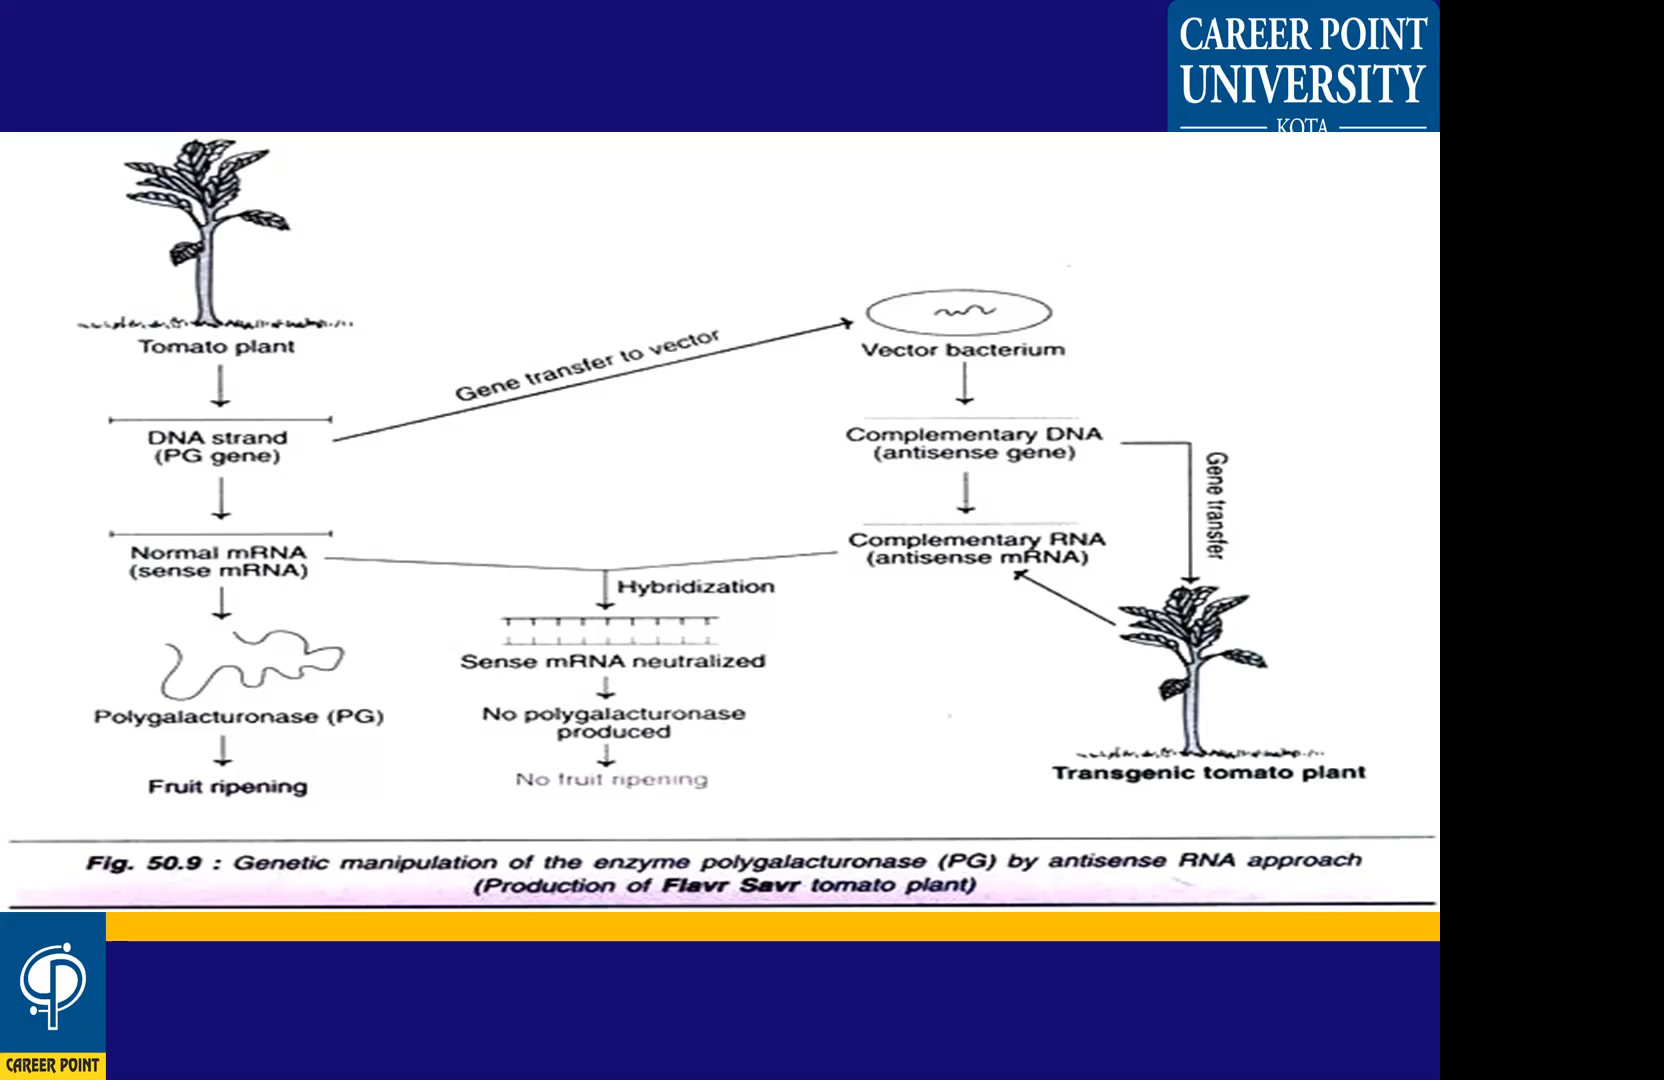 CAREER POINT
UNIVERSITY
KOTA
Tomato plant
DNA strand
(PG gene)
Normal mRNA
(sense mRNA)
Polygalacturonase (PG)
Fruit ripening
Gene transfer to vector
Hybridization
Sense mRNA neutralized
No polygalacturonase
produced
No fruit ripening
Vector bacterium
Complementary DNA
(antisense gene)
Complementary RNA
(antisense mRNA)
Gene transfer
Transgenic tomato plant
Fig. 50.9 : Genetic manipulation of the enzyme polygalacturonase (PG) by antisense RNA approach
(Production of Flavr Savr tomato plant)
CAREER POINT